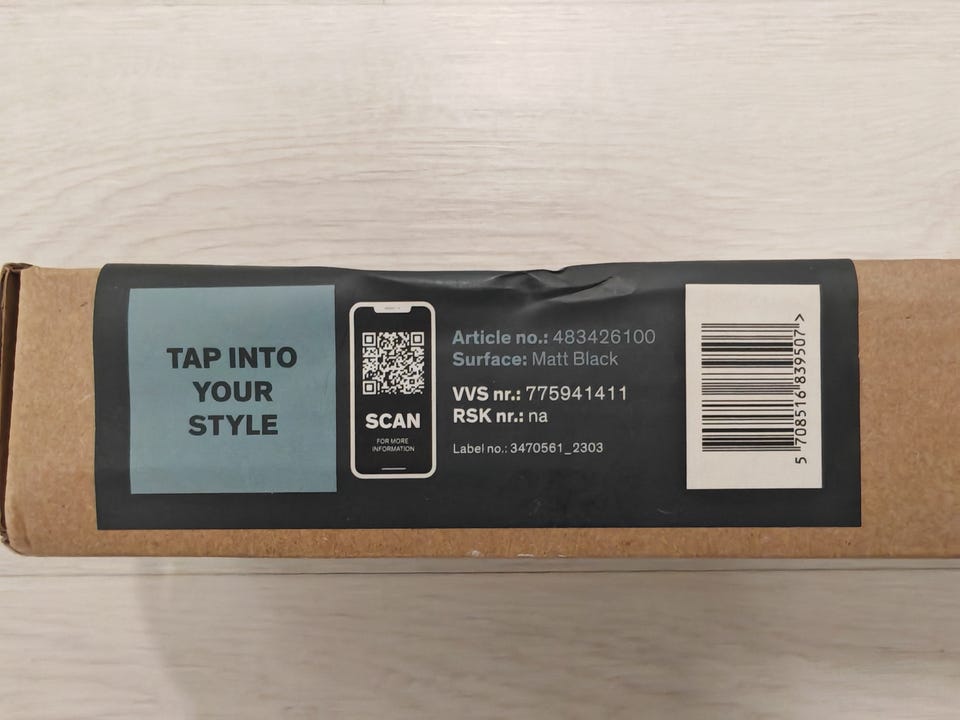 TAP INTO
YOUR
STYLE
SCAN
FOR MORE
INFORMATION
Article no.: 483426100
Surface: Matt Black
VVS nr.: 775941411
RSK nr.: na
Label no.: 3470561_2303
5 708516 839507 >